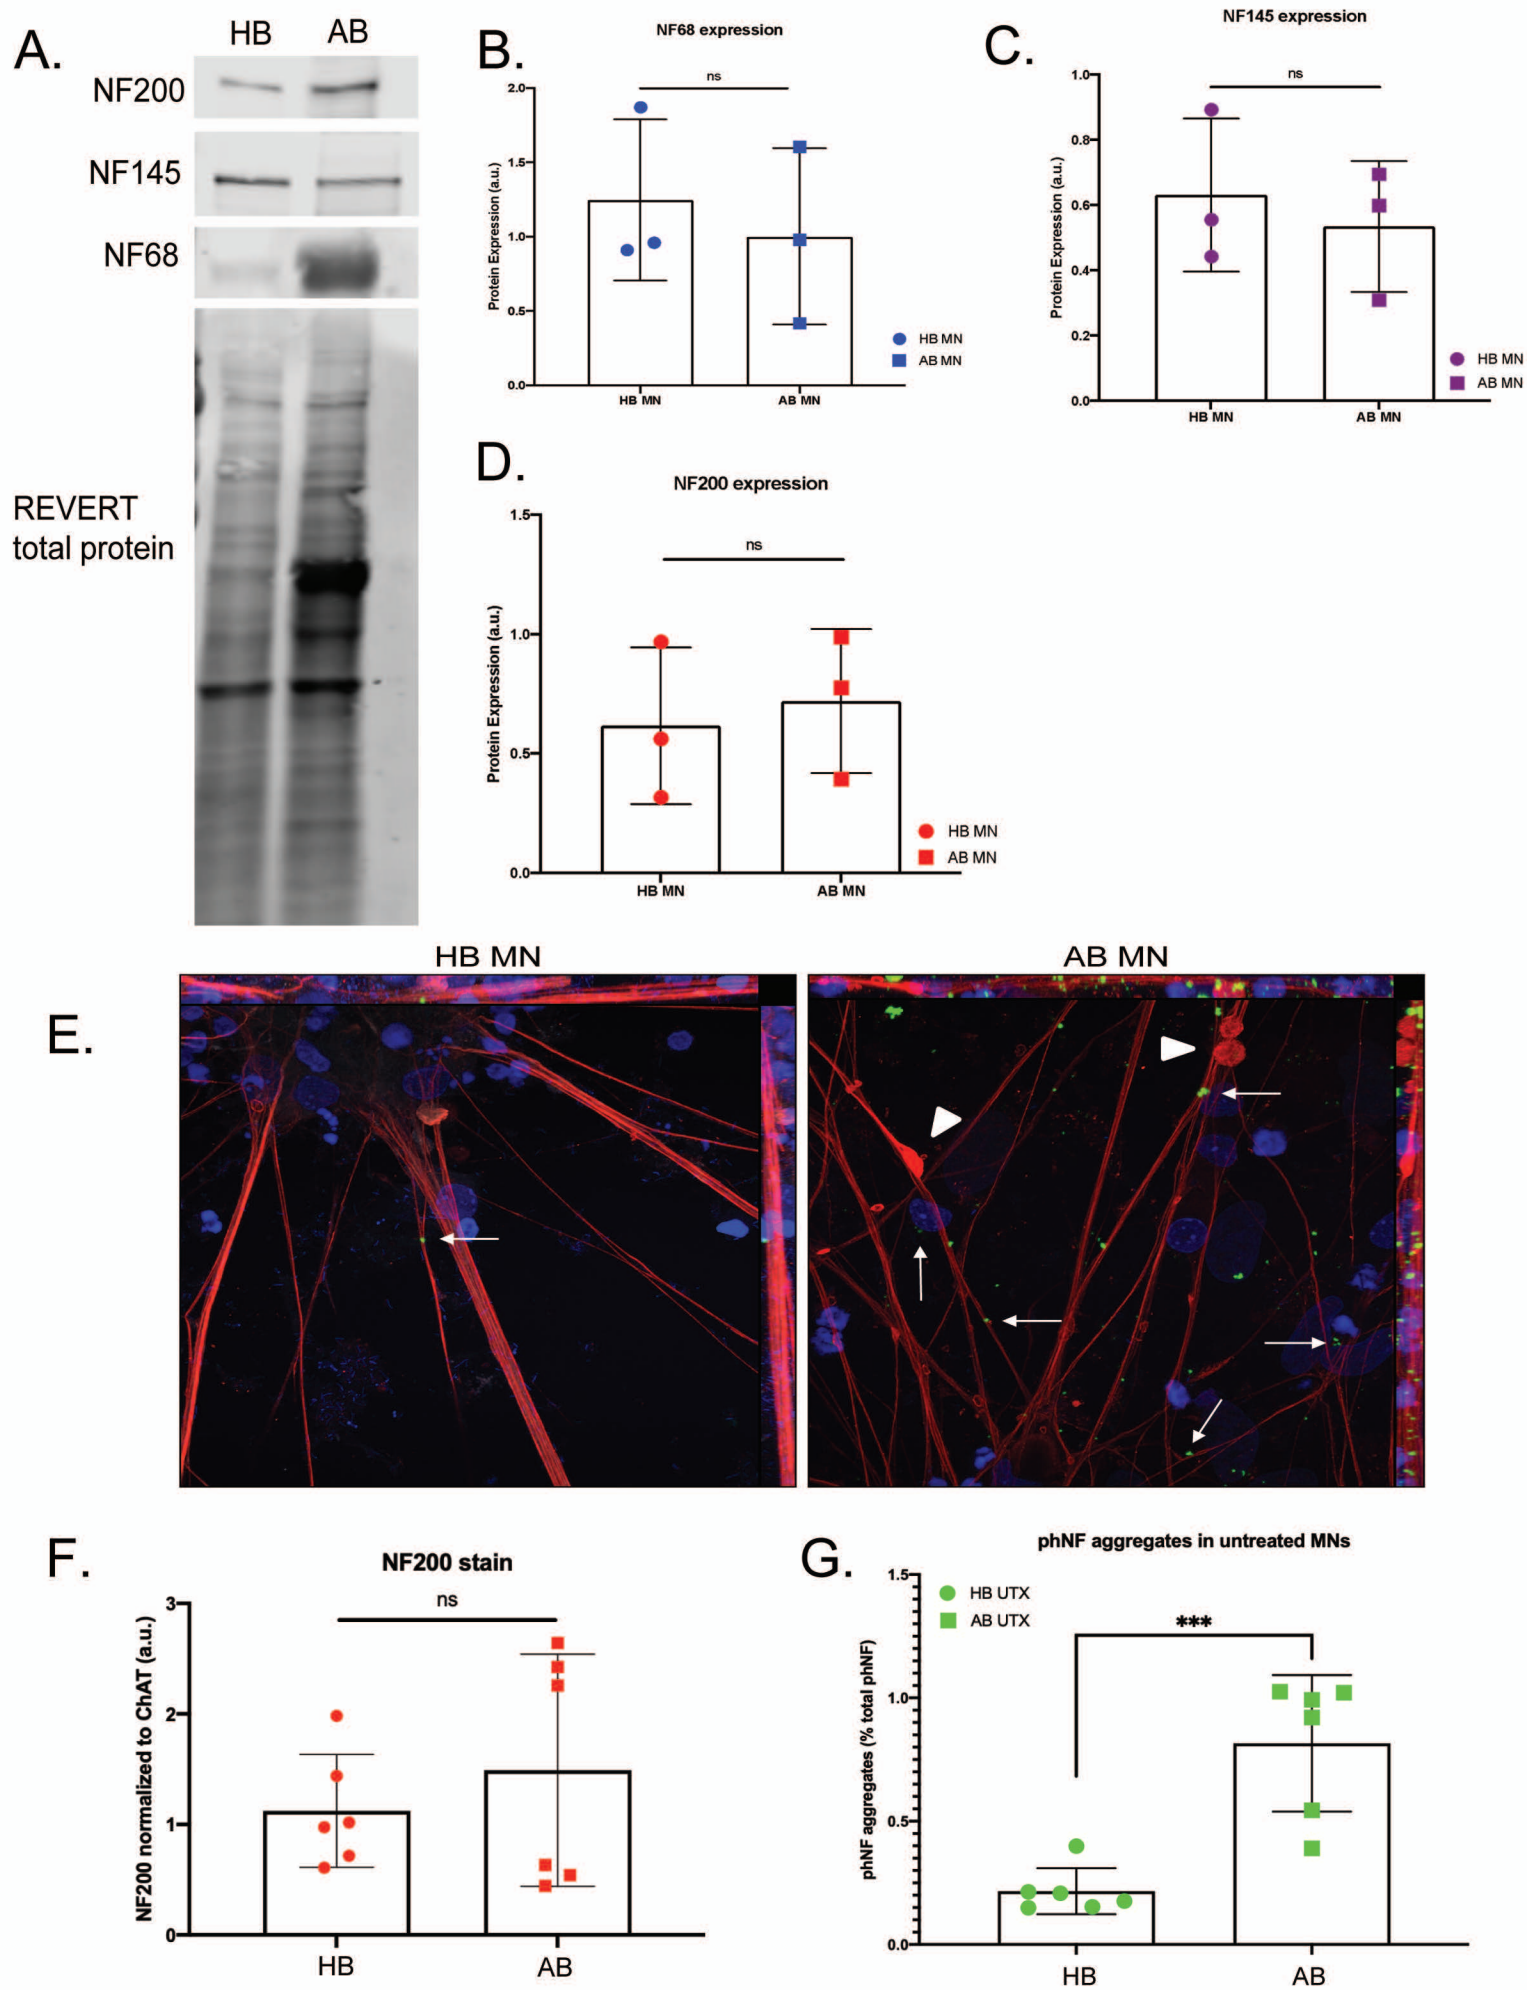 A.
HB AB
NF200
NF145
NF68
REVERT
total protein
B.
NF68 expression
ns
Protein Expression (a.u.)
2.0
1.5
1.0
0.5
0.0
HB MN AB MN
HB MN
AB MN
C.
NF145 expression
ns
Protein Expression (a.u.)
1.0
0.8
0.6
0.4
0.2
0.0
HB MN AB MN
HB MN
AB MN
D.
NF200 expression
ns
Protein Expression (a.u.)
1.5
1.0
0.5
0.0
HB MN AB MN
HB MN
AB MN
E.
HB MN AB MN
F.
NF200 stain
ns
NF200 normalized to ChAT (a.u.)
3
2
1
0
HB AB
G.
phNF aggregates in untreated MNs
HB UTX
AB UTX
***
phNF aggregates (% total phNF)
1.5
1.0
0.5
0.0
HB AB